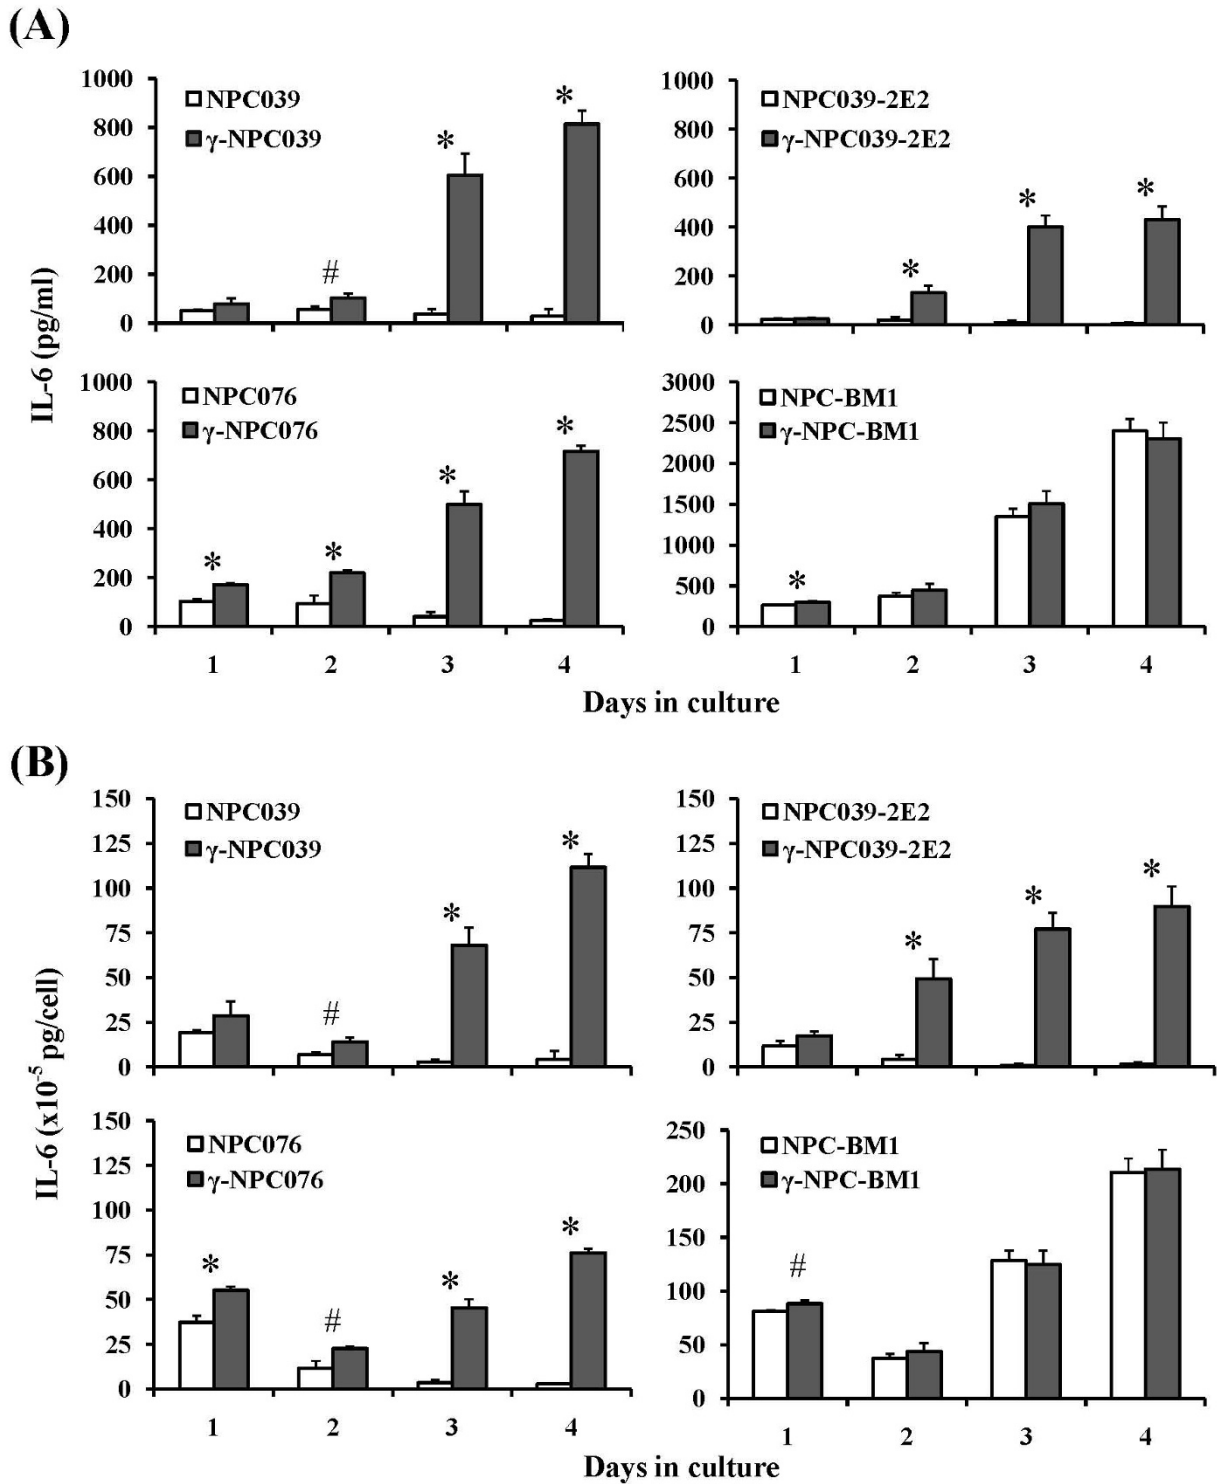 (A)
IL-6 (pg/ml)
1000
800
600
400
200
0
NPC039
γ-NPC039
#
*
*
1000
800
600
400
200
0
NPC039-2E2
γ-NPC039-2E2
*
*
*
1000
800
600
400
200
0
NPC076
γ-NPC076
*
*
*
*
1 2 3 4
3000
2500
2000
1500
1000
500
0
NPC-BM1
γ-NPC-BM1
*
1 2 3 4
Days in culture
(B)
IL-6 (x10⁻⁵ pg/cell)
150
125
100
75
50
25
0
NPC039
γ-NPC039
#
*
*
150
125
100
75
50
25
0
NPC039-2E2
γ-NPC039-2E2
*
*
*
150
125
100
75
50
25
0
NPC076
γ-NPC076
*
#
*
*
1 2 3 4
250
200
150
100
50
0
NPC-BM1
γ-NPC-BM1
#
1 2 3 4
Days in culture